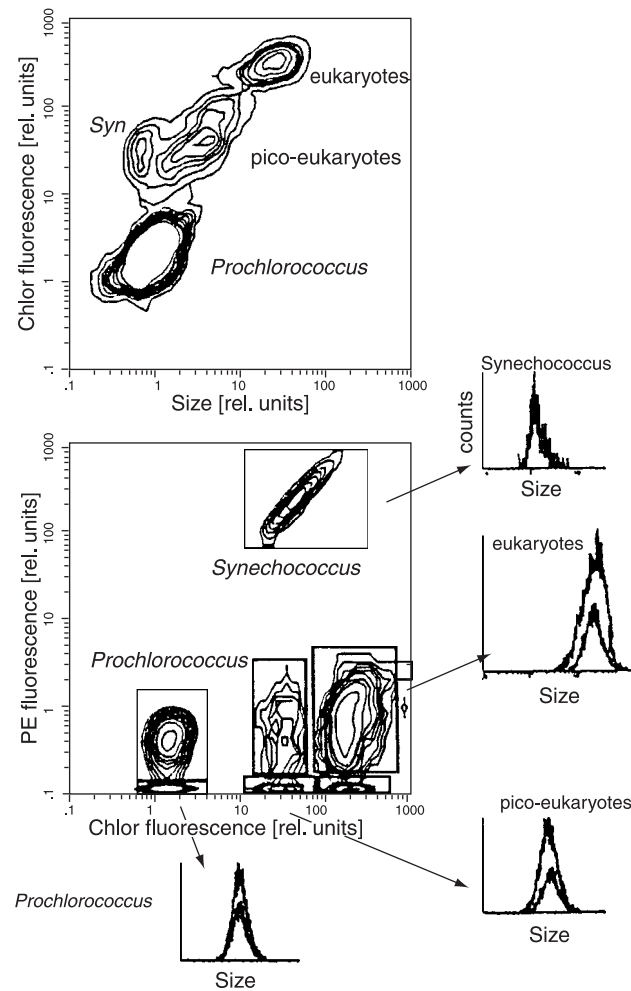 1000
100
10
1
.1
Chlor fluorescence [rel. units]
eukaryotes
Syn
pico-eukaryotes
Prochlorococcus
.1
1
10
100
1000
Size [rel. units]
Synechococcus
counts
Size
1000
100
10
1
.1
PE fluorescence [rel. units]
Synechococcus
Prochlorococcus
eukaryotes
Size
.1
1
10
100
1000
Chlor fluorescence [rel. units]
pico-eukaryotes
Size
Prochlorococcus
Size